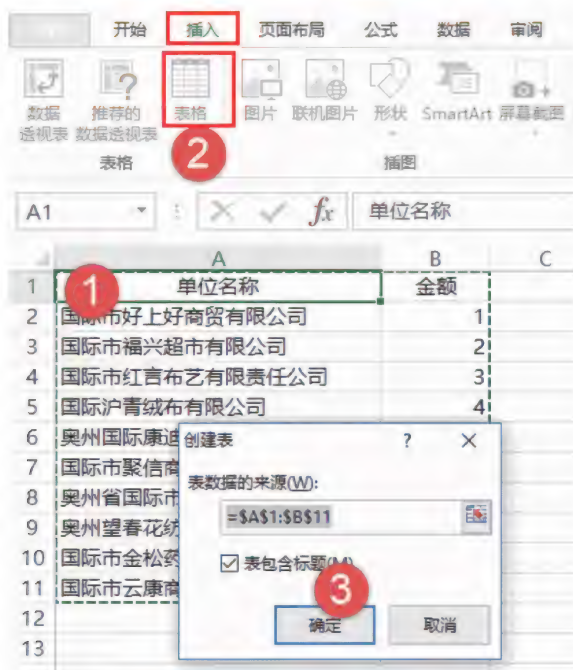 开始 插入 页面布局 公式 数据 审阅
数据透视表 推荐的数据透视表 表格 图片 联机图片 形状 SmartArt 屏幕截图
2
表格 插图
A1 fx 单位名称
A B C
1 1 单位名称 金额
2 国际市好上好商贸有限公司 1
3 国际市福兴超市有限公司 2
4 国际市红言布艺有限责任公司 3
5 国际沪青绒布有限公司 4
6 奥州国际康迪 创建表 ? ×
7 国际市聚信商 表数据的来源(W):
8 奥州省国际市 =$A$1:$B$11
9 奥州望春花纺
10 国际市金松药 表包含标题(M)
11 国际市云康商 3
12 确定 取消
13